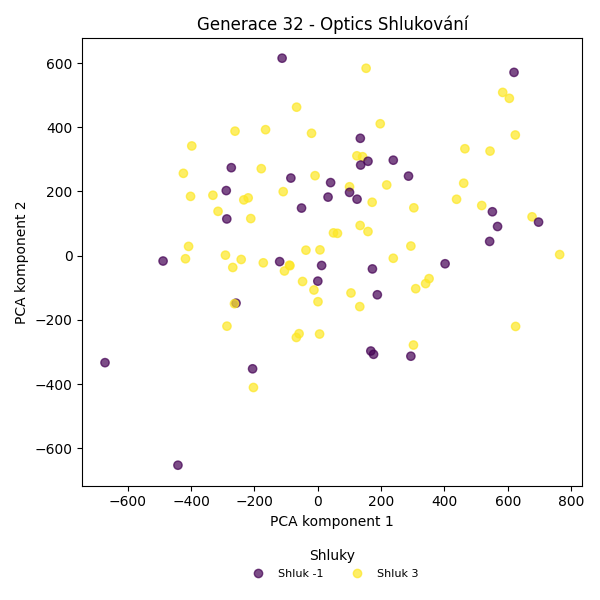 Generace 32 - Optics Shlukování
PCA komponent 2
600
400
200
0
−200
−400
−600
−600
−400
−200
0
200
400
600
800
PCA komponent 1
Shluky
Shluk -1
Shluk 3